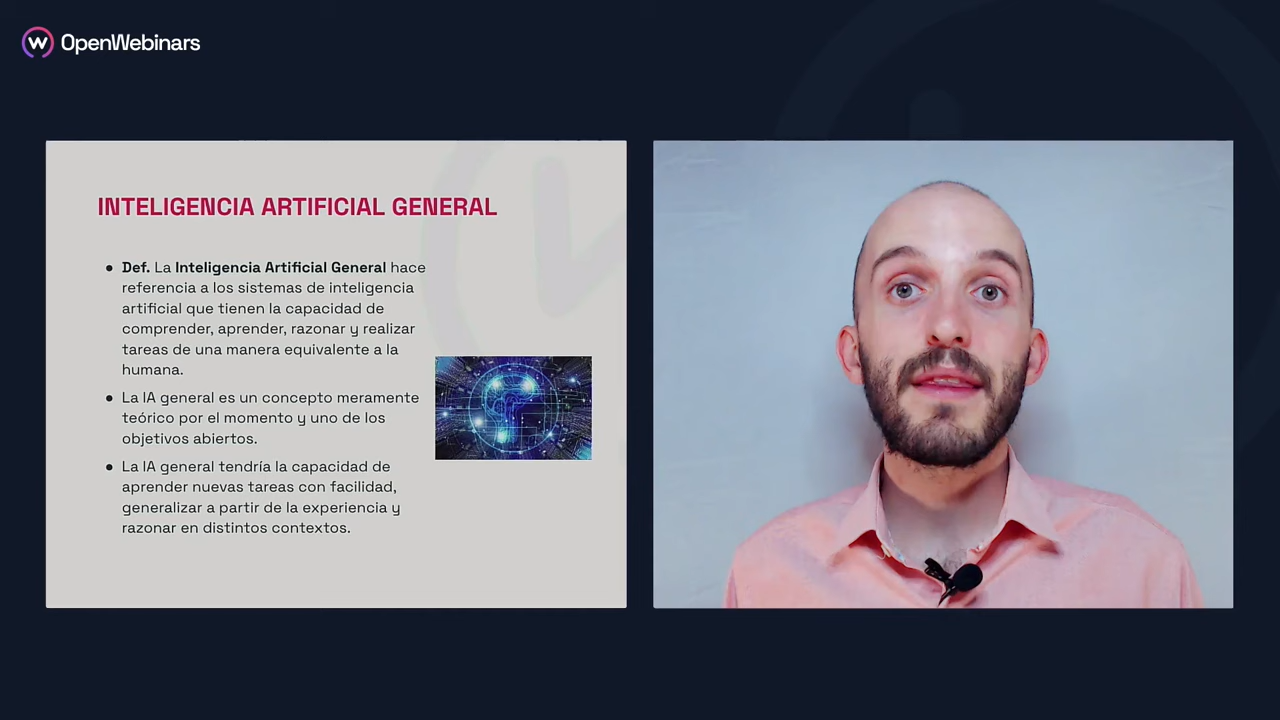 OpenWebinars
INTELIGENCIA ARTIFICIAL GENERAL
● Def. La Inteligencia Artificial General hace
referencia a los sistemas de inteligencia
artificial que tienen la capacidad de
comprender, aprender, razonar y realizar
tareas de una manera equivalente a la
humana.
● La IA general es un concepto meramente
teórico por el momento y uno de los
objetivos abiertos.
● La IA general tendría la capacidad de
aprender nuevas tareas con facilidad,
generalizar a partir de la experiencia y
razonar en distintos contextos.